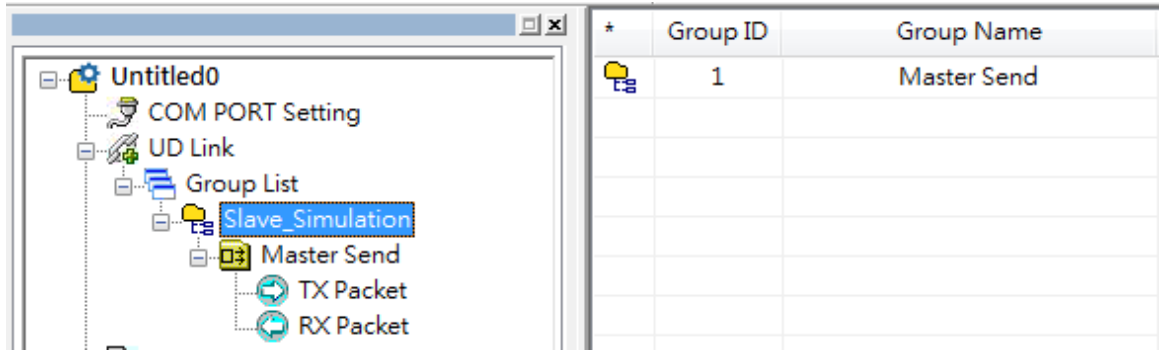 Untitled0
COM PORT Setting
UD Link
Group List
Slave_Simulation
Master Send
TX Packet
RX Packet
* Group ID Group Name
1 Master Send